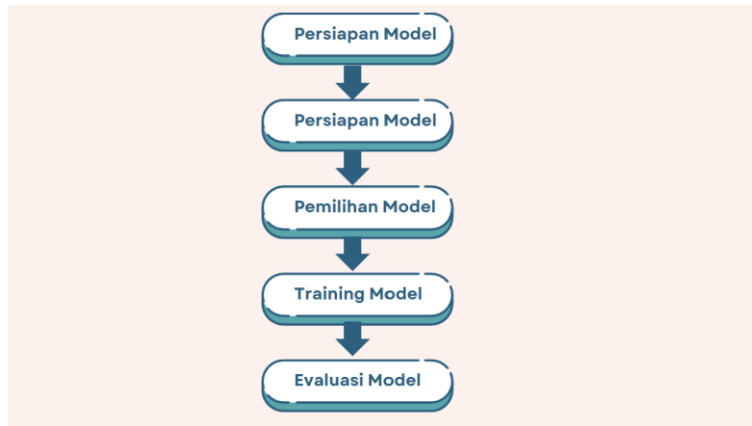 Persiapan Model
Persiapan Model
Pemilihan Model
Training Model
Evaluasi Model